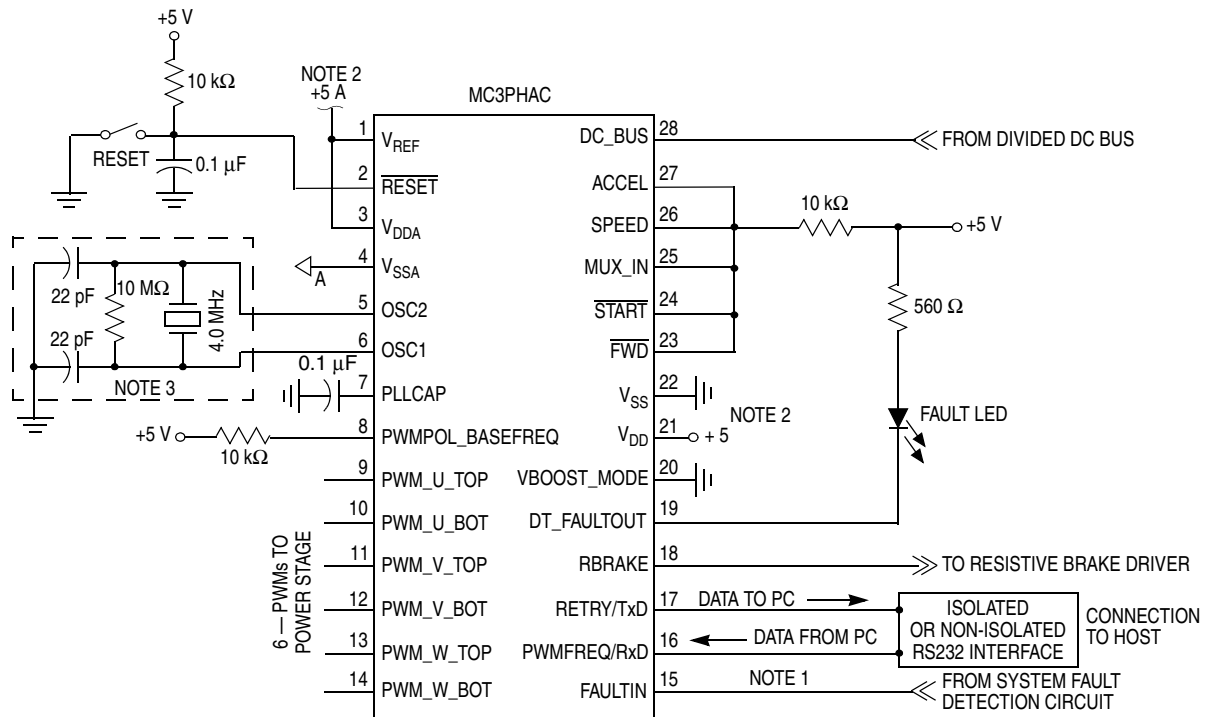 +5 V
10 kΩ
RESET
0.1 µF
NOTE 2
+5 A
MC3PHAC
1 VREF
2 RESET
3 VDDA
A
4 VSSA
5 OSC2
6 OSC1
7 PLLCAP
8 PWMPOL_BASEFREQ
9 PWM_U_TOP
10 PWM_U_BOT
11 PWM_V_TOP
12 PWM_V_BOT
13 PWM_W_TOP
14 PWM_W_BOT
22 pF
10 MΩ
4.0 MHz
22 pF
NOTE 3
0.1 µF
+5 V
10 kΩ
6 — PWMs TO
POWER STAGE
DC_BUS 28
FROM DIVIDED DC BUS
ACCEL 27
SPEED 26
MUX_IN 25
START 24
FWD 23
VSS 22
VDD 21
+ 5
NOTE 2
VBOOST_MODE 20
DT_FAULTOUT 19
RBRAKE 18
TO RESISTIVE BRAKE DRIVER
RETRY/TxD 17
DATA TO PC
PWMFREQ/RxD 16
DATA FROM PC
FAULTIN 15
NOTE 1
FROM SYSTEM FAULT
DETECTION CIRCUIT
10 kΩ
+5 V
560 Ω
FAULT LED
ISOLATED
OR NON-ISOLATED
RS232 INTERFACE
CONNECTION
TO HOST